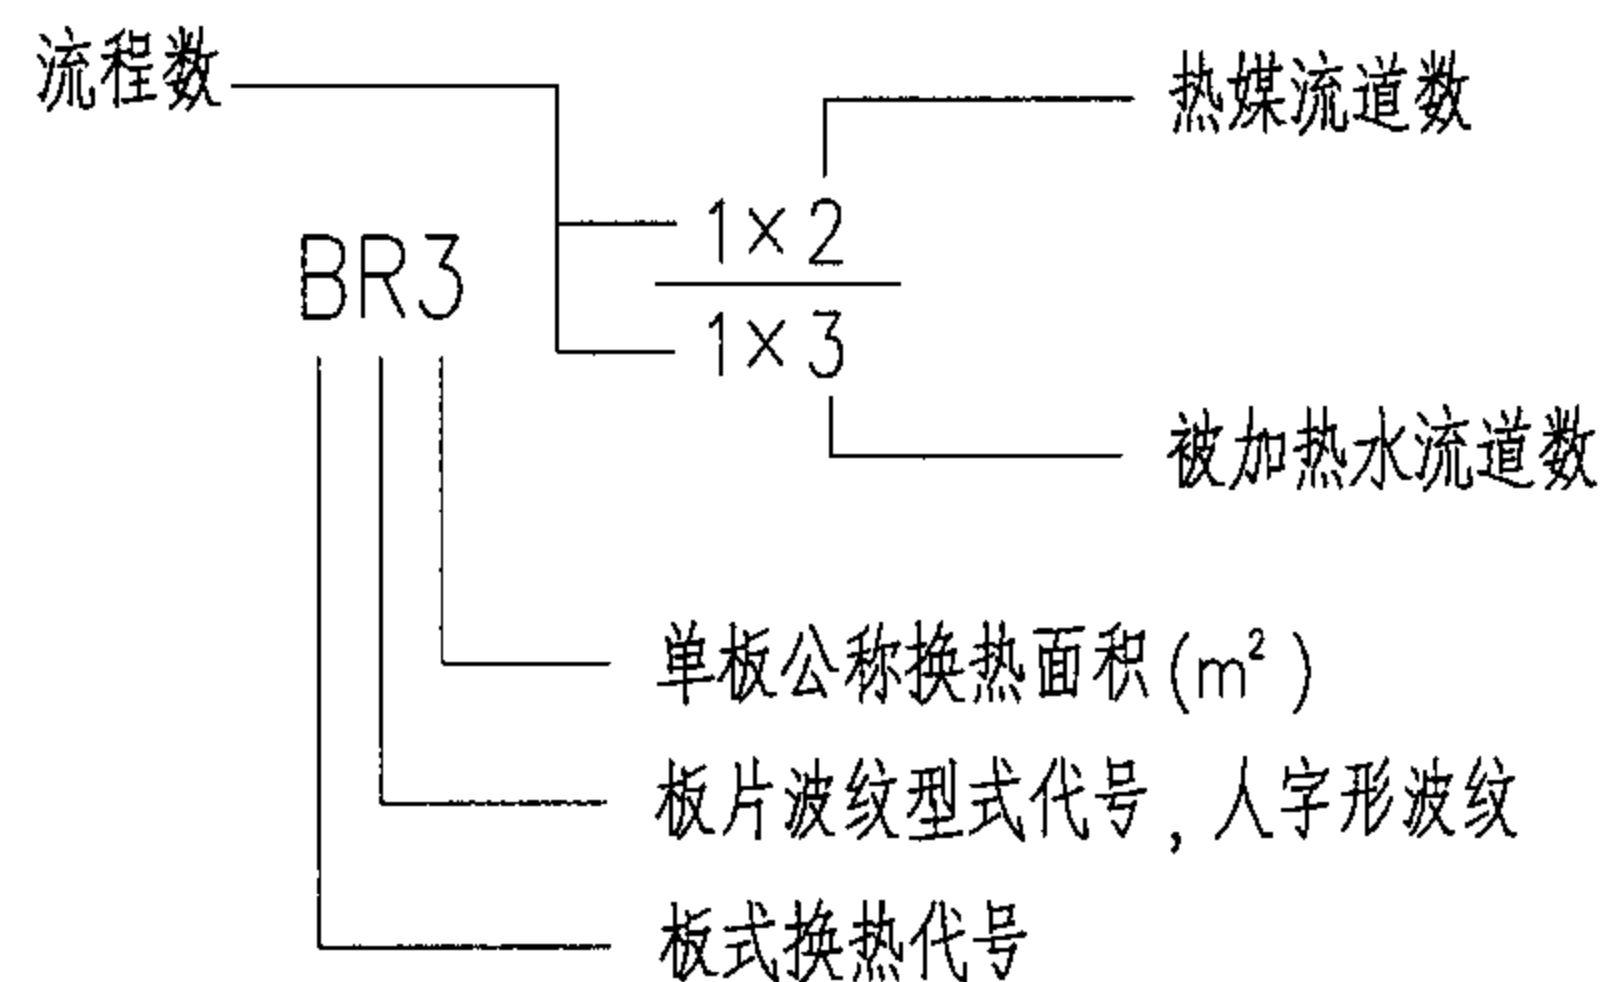 流程数
热媒流道数
1×2
BR3
1×3
被加热水流道数
单板公称换热面积(m²)
板片波纹型式代号,人字形波纹
板式换热代号